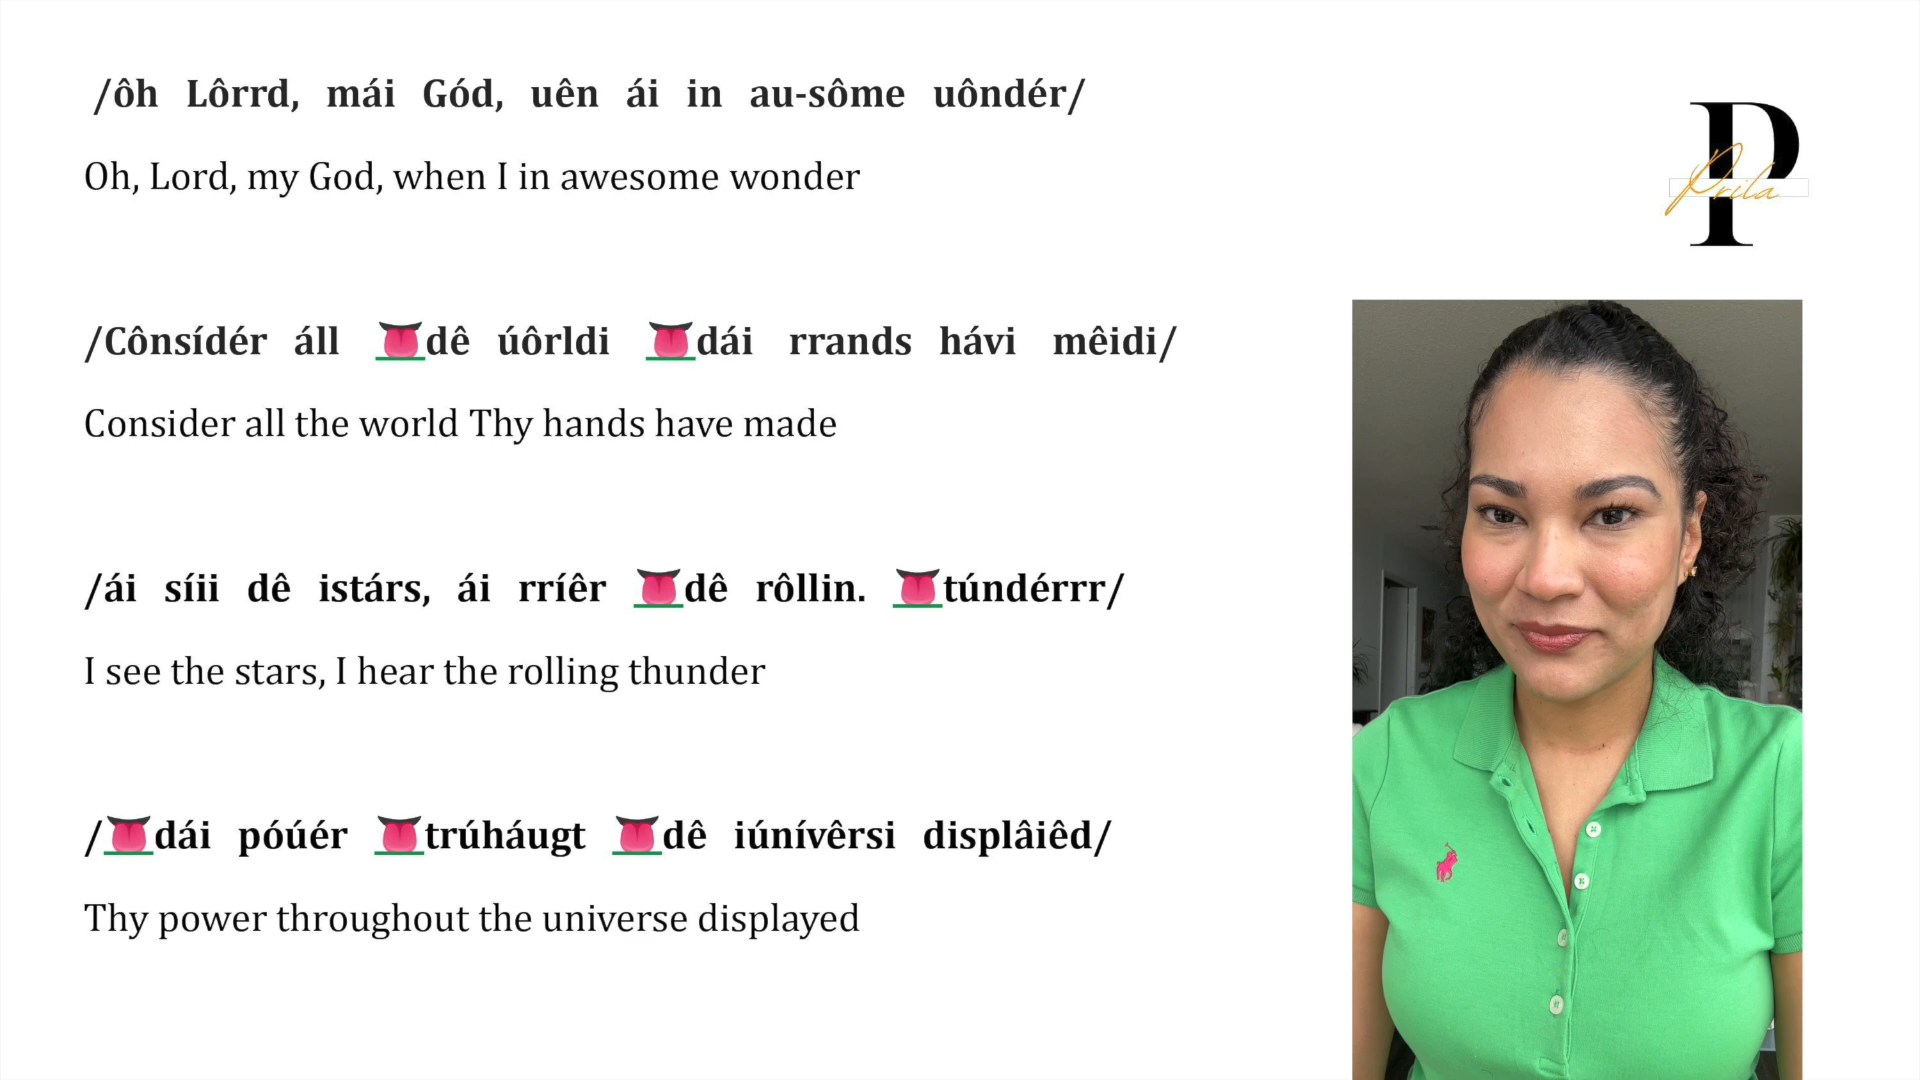 /ôh Lôrrd, mái Gód, uên ái in au-sôme uôndér/
Oh, Lord, my God, when I in awesome wonder
/Cônsídér áll 👅dê úôrldi 👅dái rrands hávi mêidi/
Consider all the world Thy hands have made
/ái síii dê istárs, ái rríêr 👅dê rôllin. 👅túndérrr/
I see the stars, I hear the rolling thunder
/👅dái póúér 👅trúháugt 👅dê iúnívêrsi displâiêd/
Thy power throughout the universe displayed
P
Prila